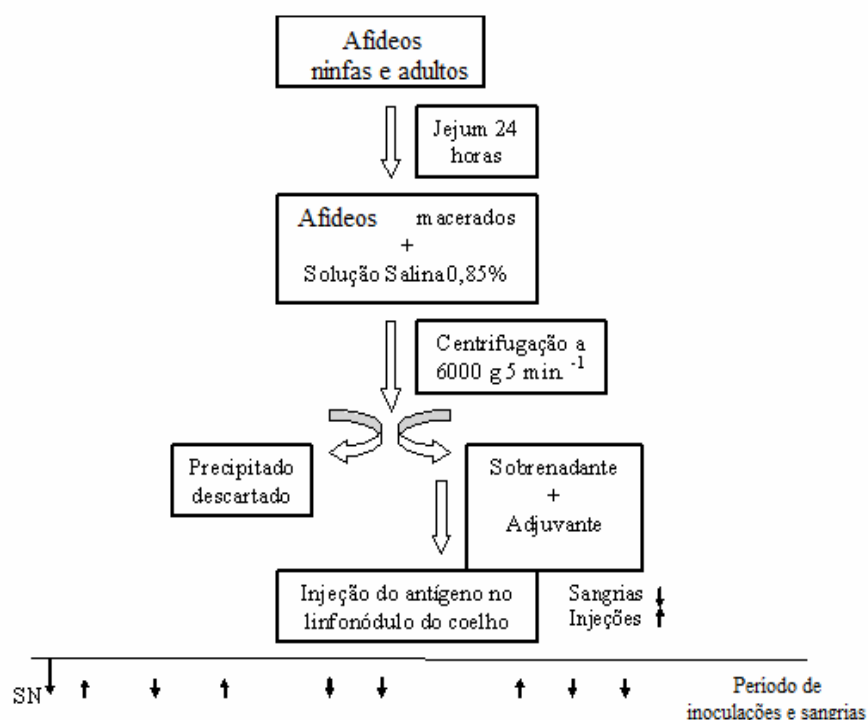 Afideos
ninfas e adultos
Jejum 24
horas
Afideos macerados
+
Solução Salina 0,85%
Centrifugação a
6000 g 5 min. -1
Precipitado
descartado
Sobrenadante
+
Adjuvante
Injeção do antígeno no
linfonódulo do coelho
Sangrias
Injeções
SN
Periodo de
inoculações e sangrias